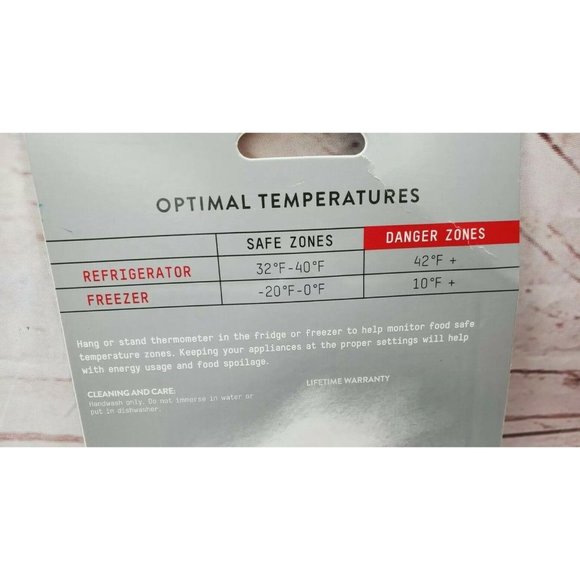 OPTIMAL TEMPERATURES
SAFE ZONES DANGER ZONES
REFRIGERATOR 32°F-40°F 42°F +
FREEZER -20°F-0°F 10°F +
Hang or stand thermometer in the fridge or freezer to help monitor food safe
temperature zones. Keeping your appliances at the proper settings will help
with energy usage and food spoilage.
CLEANING AND CARE:
Handwash only. Do not immerse in water or
put in dishwasher.
LIFETIME WARRANTY